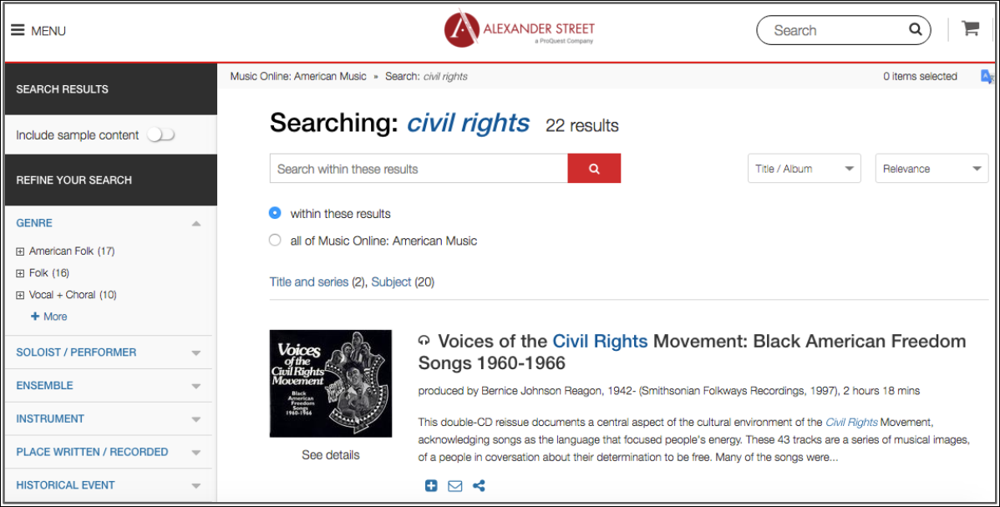 MENU
ALEXANDER STREET
a ProQuest Company
Search
SEARCH RESULTS
Include sample content
REFINE YOUR SEARCH
GENRE
American Folk (17)
Folk (16)
Vocal + Choral (10)
+ More
SOLOIST / PERFORMER
ENSEMBLE
INSTRUMENT
PLACE WRITTEN / RECORDED
HISTORICAL EVENT
Music Online: American Music » Search: civil rights
0 items selected
Searching: civil rights 22 results
Search within these results
Title / Album
Relevance
within these results
all of Music Online: American Music
Title and series (2), Subject (20)
Voices
of the
Civil Rights
Movement
Black
American
Freedom
Songs
1960-1966
See details
Voices of the Civil Rights Movement: Black American Freedom
Songs 1960-1966
produced by Bernice Johnson Reagon, 1942- (Smithsonian Folkways Recordings, 1997), 2 hours 18 mins
This double-CD reissue documents a central aspect of the cultural environment of the Civil Rights Movement,
acknowledging songs as the language that focused people's energy. These 43 tracks are a series of musical images,
of a people in coversation about their determination to be free. Many of the songs were...